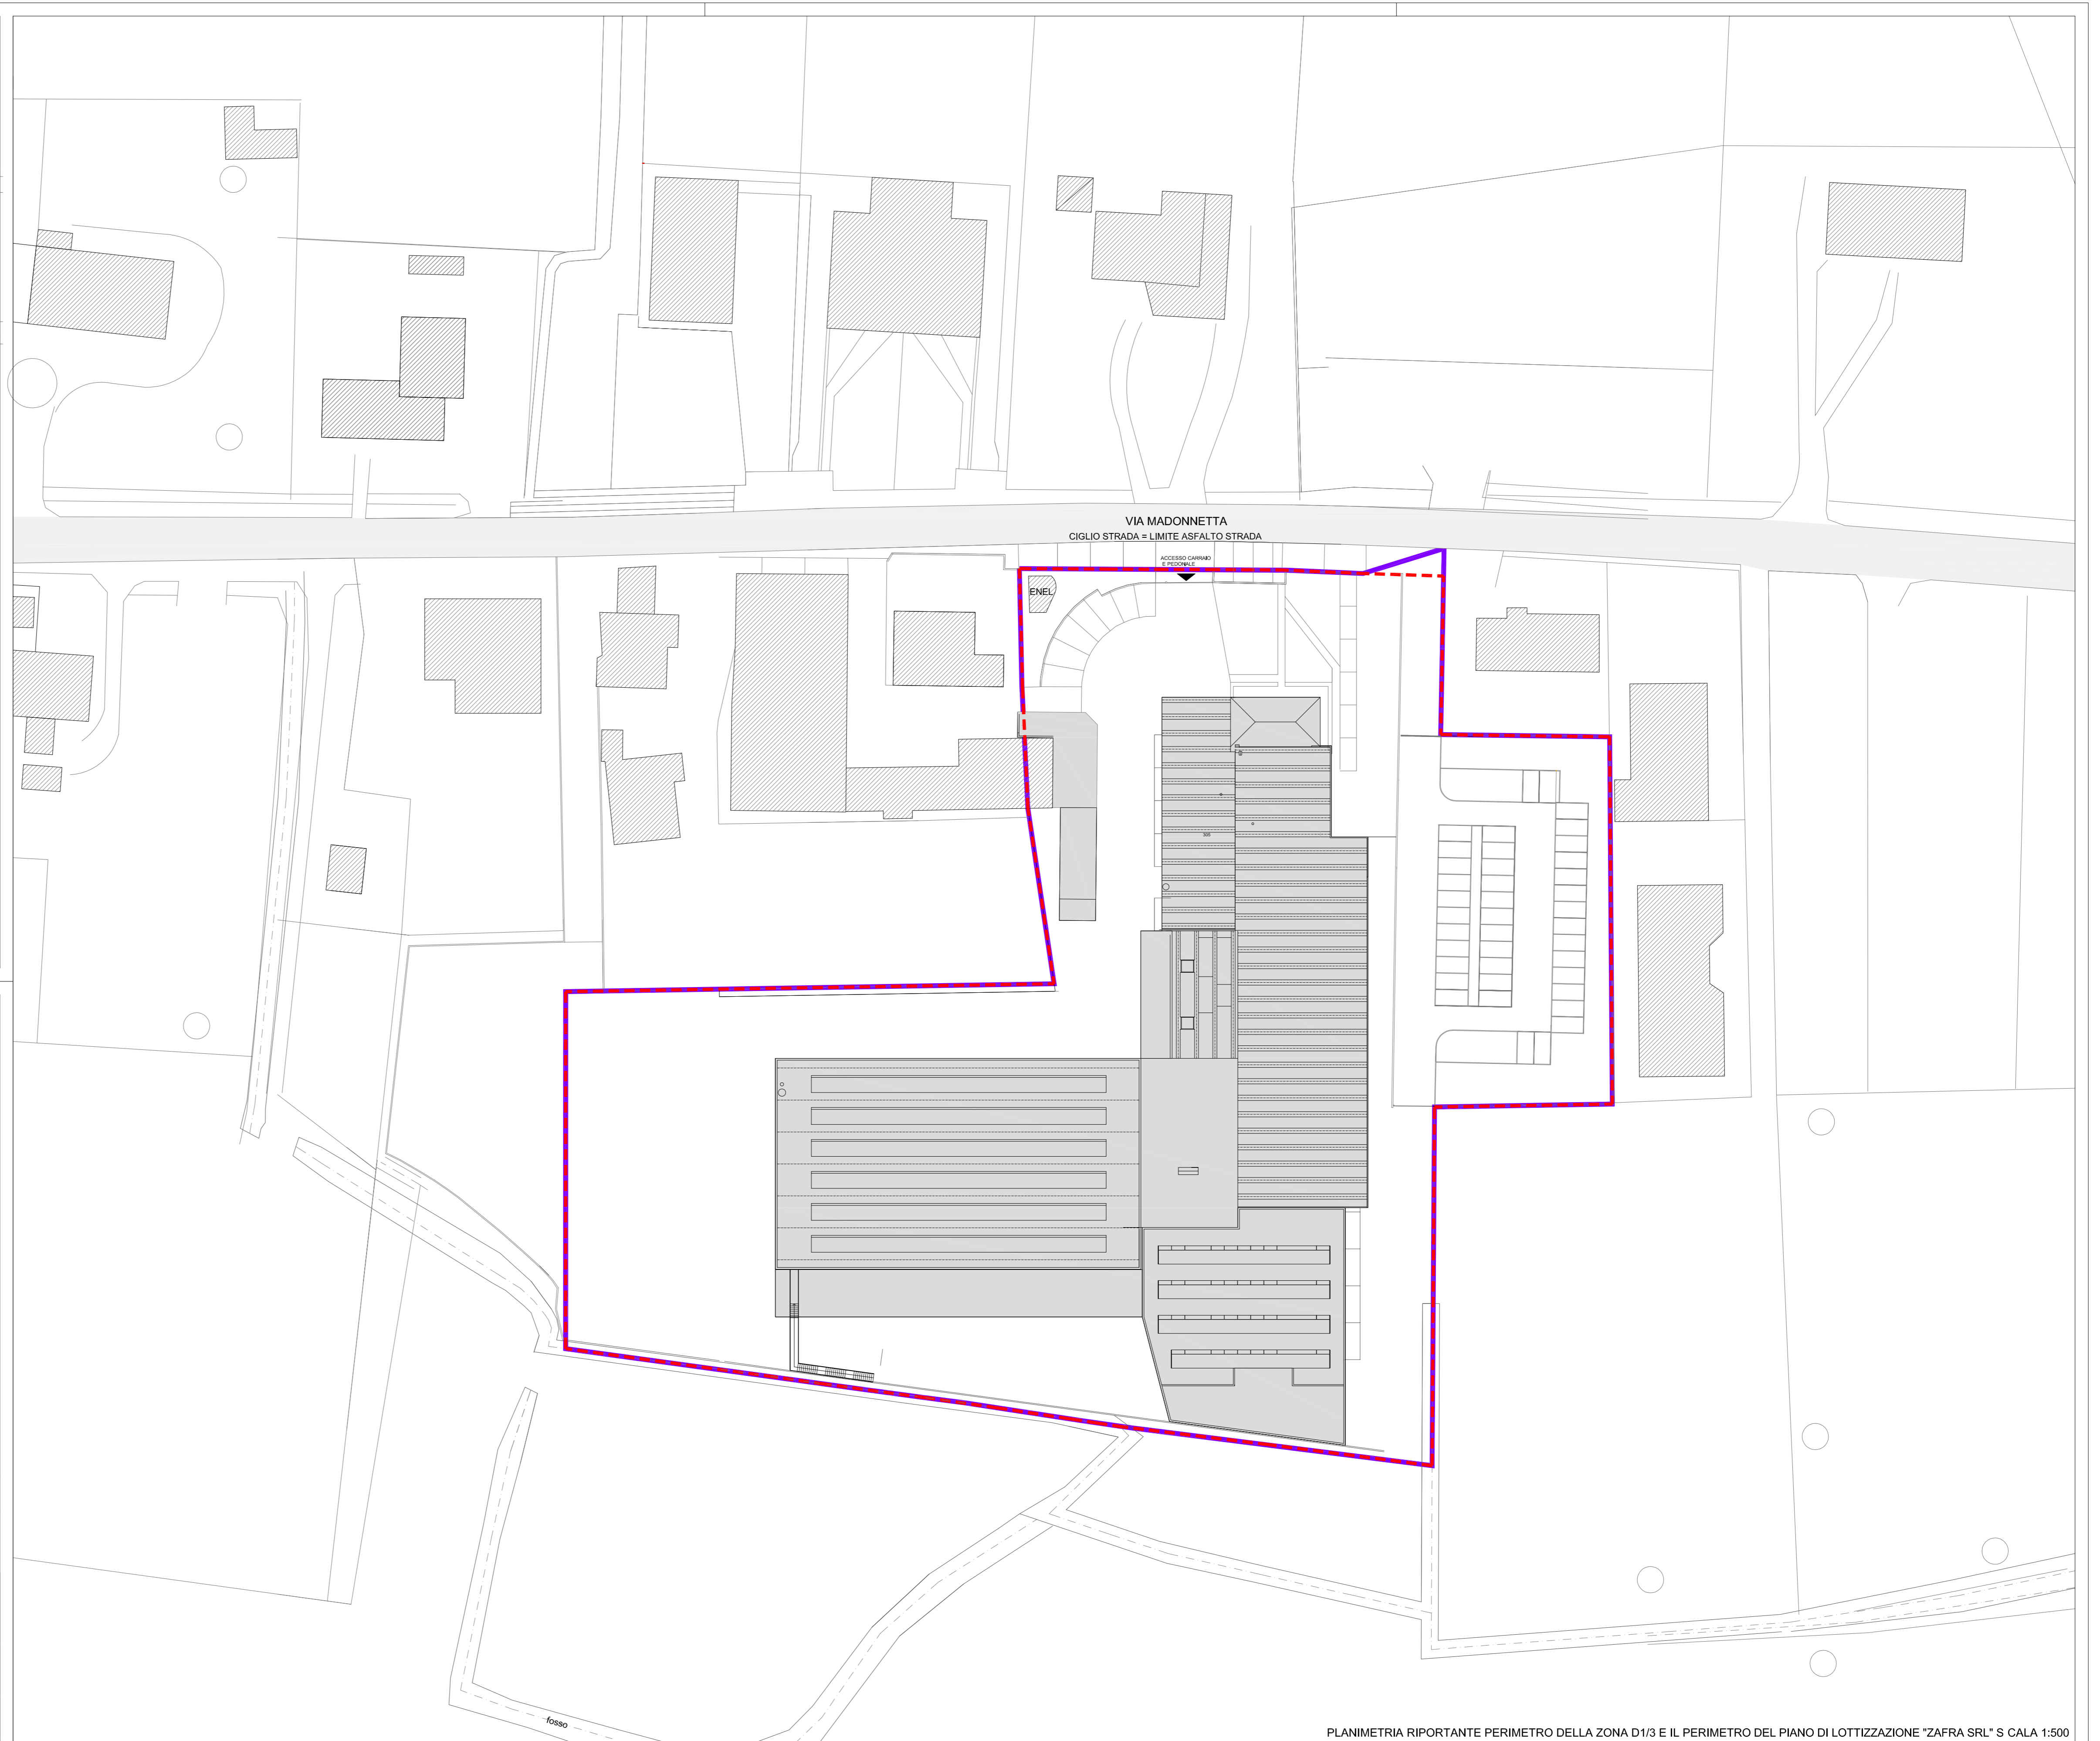 VIA MADONNETTA
CIGLIO STRADA = LIMITE ASFALTO STRADA
ACCESSO CARRAIO
E PEDONALE
ENEL
fosso
PLANIMETRIA RIPORTANTE PERIMETRO DELLA ZONA D1/3 E IL PERIMETRO DEL PIANO DI LOTTIZZAZIONE "ZAFRA SRL" S CALA 1:500